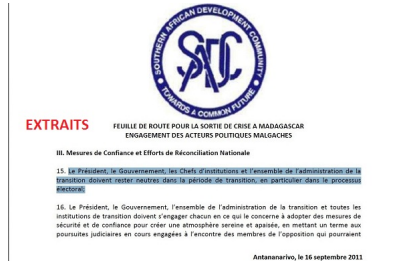 SOUTHERN AFRICAN DEVELOPMENT COMMUNITY
SADC
TOWARDS A COMMON FUTURE
EXTRAITS
FEUILLE DE ROUTE POUR LA SORTIE DE CRISE A MADAGASCAR
ENGAGEMENT DES ACTEURS POLITIQUES MALGACHES
III. Mesures de Confiance et Efforts de Réconciliation Nationale
15. Le Président, le Gouvernement, les Chefs d'institutions et l'ensemble de l'administration de la
transition doivent rester neutres dans la période de transition, en particulier dans le processus
électoral;
16. Le Président, le Gouvernement, l'ensemble de l'administration de la transition et toutes les
institutions de transition doivent s'engager chacun en ce qui le concerne à adopter des mesures de
sécurité et de confiance pour créer une atmosphère sereine et apaisée, en mettant un terme aux
poursuites judiciaires en cours engagées à l'encontre des membres de l'opposition qui pourraient
Antananarivo, le 16 septembre 2011